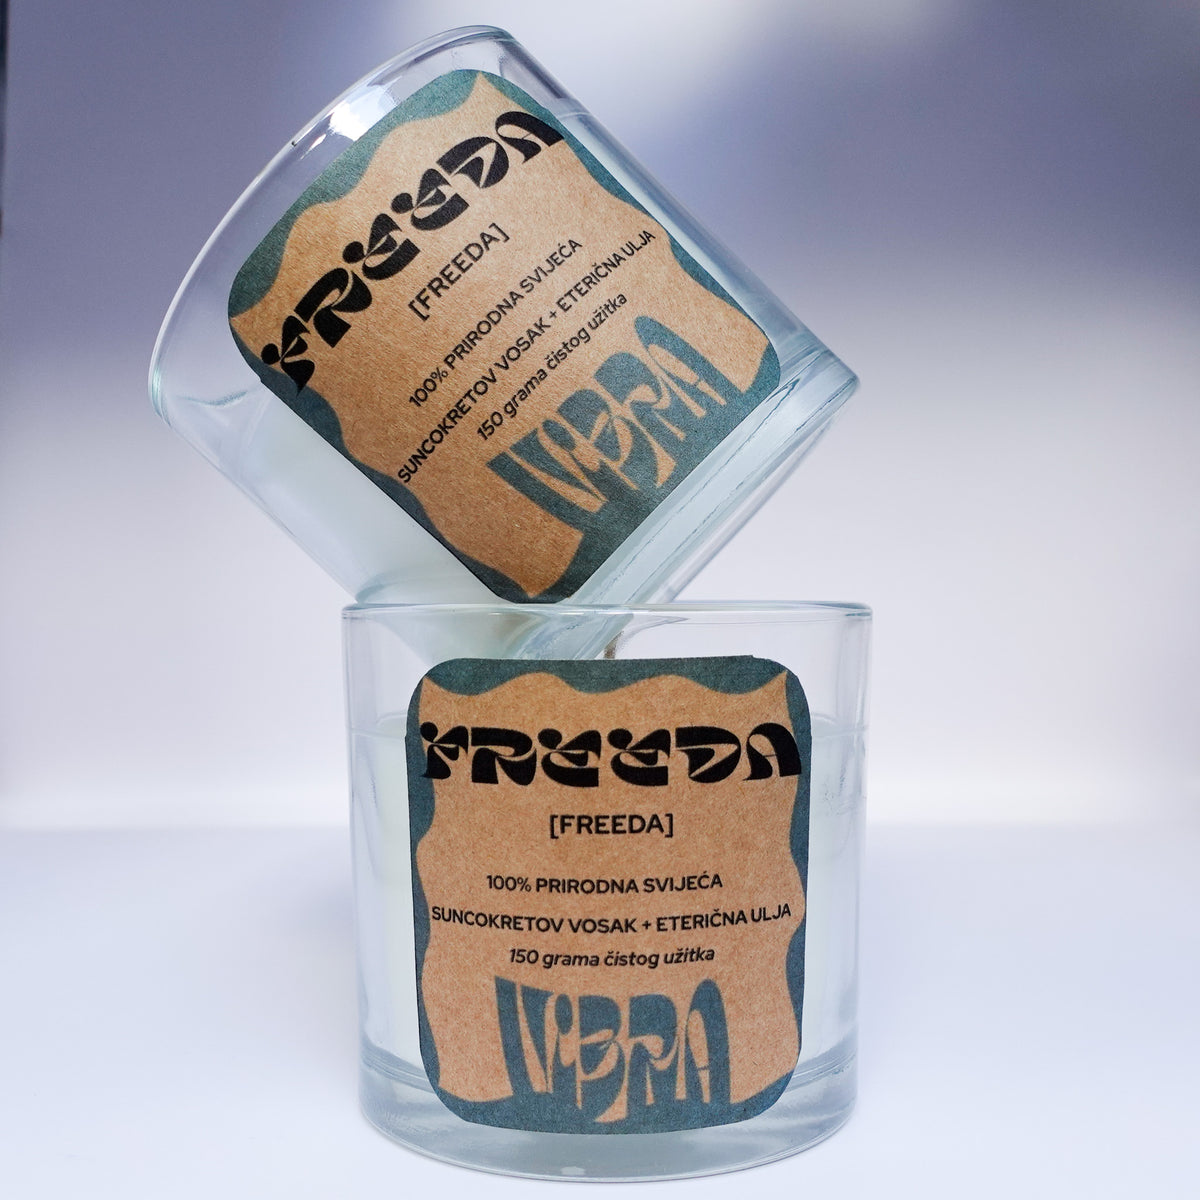 FREEDA
[FREEDA]
100% PRIRODNA SVIJEĆA
SUNCOKRETOV VOSAK + ETERIČNA ULJA
150 grama čistog užitka
VIBRA
FREEDA
[FREEDA]
100% PRIRODNA SVIJEĆA
SUNCOKRETOV VOSAK + ETERIČNA ULJA
150 grama čistog užitka
VIBRA